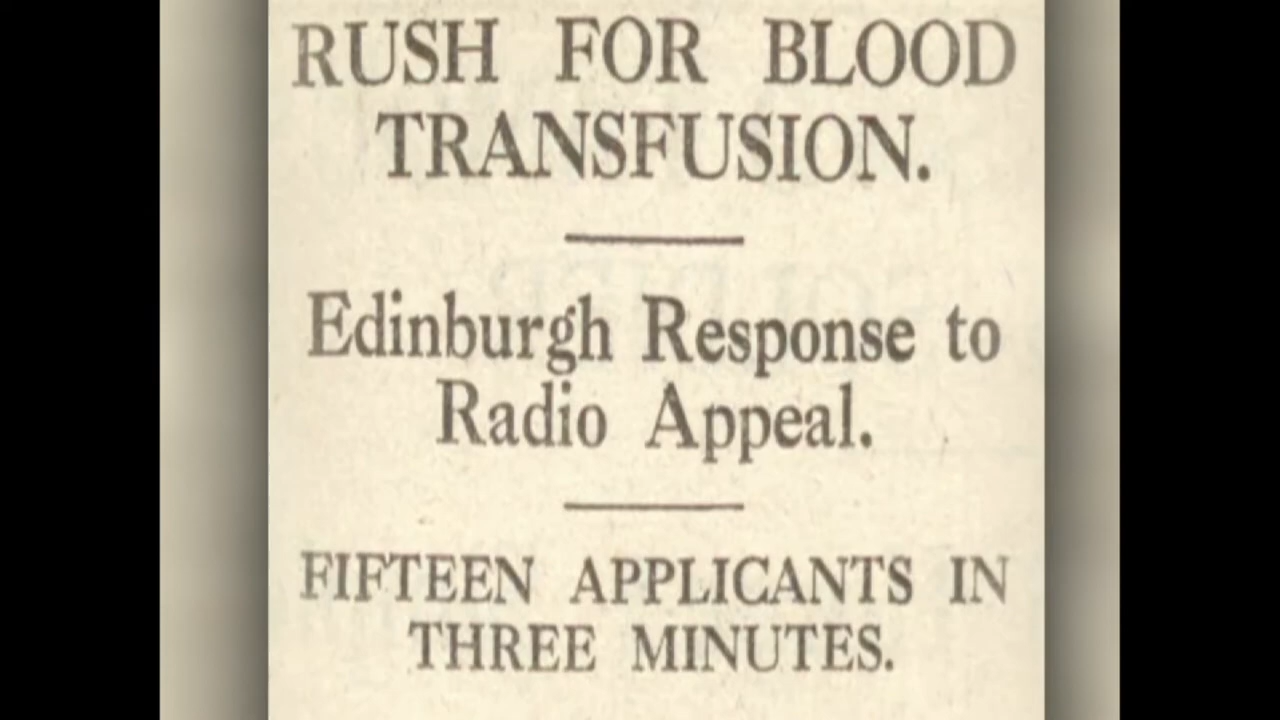 RUSH FOR BLOOD
TRANSFUSION.
Edinburgh Response to
Radio Appeal.
FIFTEEN APPLICANTS IN
THREE MINUTES.